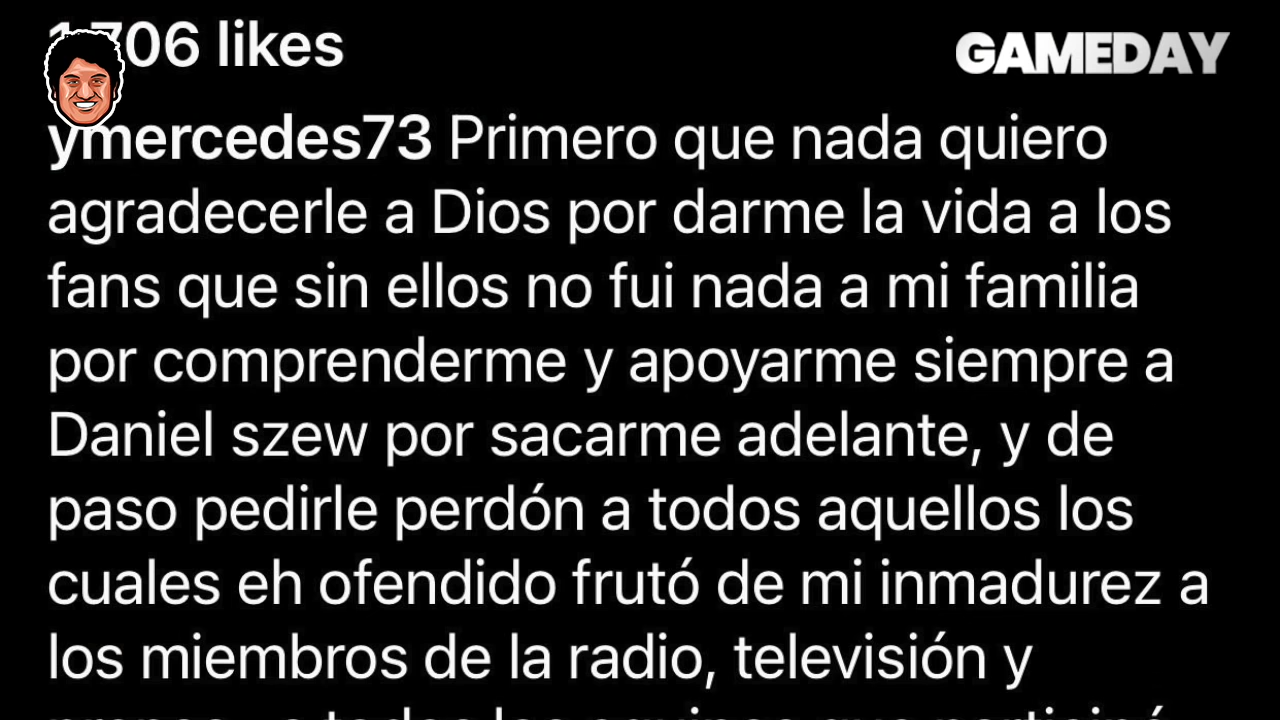 706 likes
GAMEDAY
ymercedes73 Primero que nada quiero
agradecerle a Dios por darme la vida a los
fans que sin ellos no fui nada a mi familia
por comprenderme y apoyarme siempre a
Daniel szew por sacarme adelante, y de
paso pedirle perdón a todos aquellos los
cuales eh ofendido frutó de mi inmadurez a
los miembros de la radio, televisión y